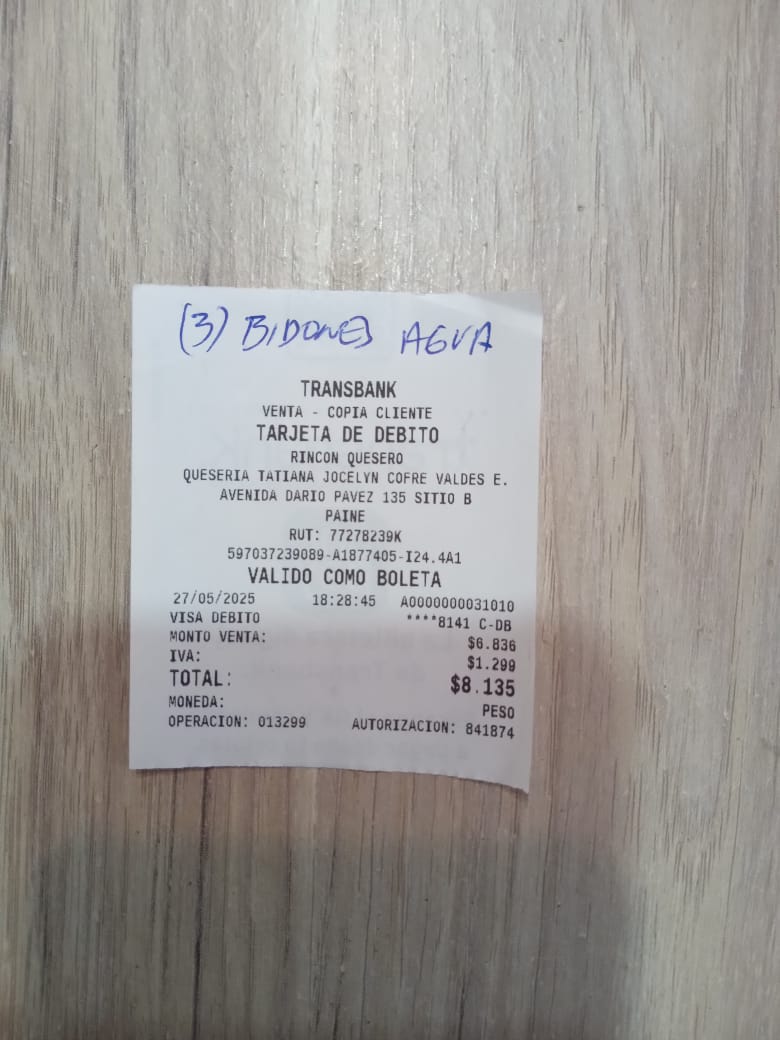 (3) BIDONES AGUA
TRANSBANK
VENTA - COPIA CLIENTE
TARJETA DE DEBITO
RINCON QUESERO
QUESERIA TATIANA JOCELYN COFRE VALDES E.
AVENIDA DARIO PAVEZ 135 SITIO B
PAINE
RUT: 77278239K
597037239089-A1877405-I24.4A1
VALIDO COMO BOLETA
27/05/2025 18:28:45 A0000000031010
VISA DEBITO ****8141 C-DB
MONTO VENTA: $6.836
IVA: $1.299
TOTAL: $8.135
MONEDA: PESO
OPERACION: 013299 AUTORIZACION: 841874